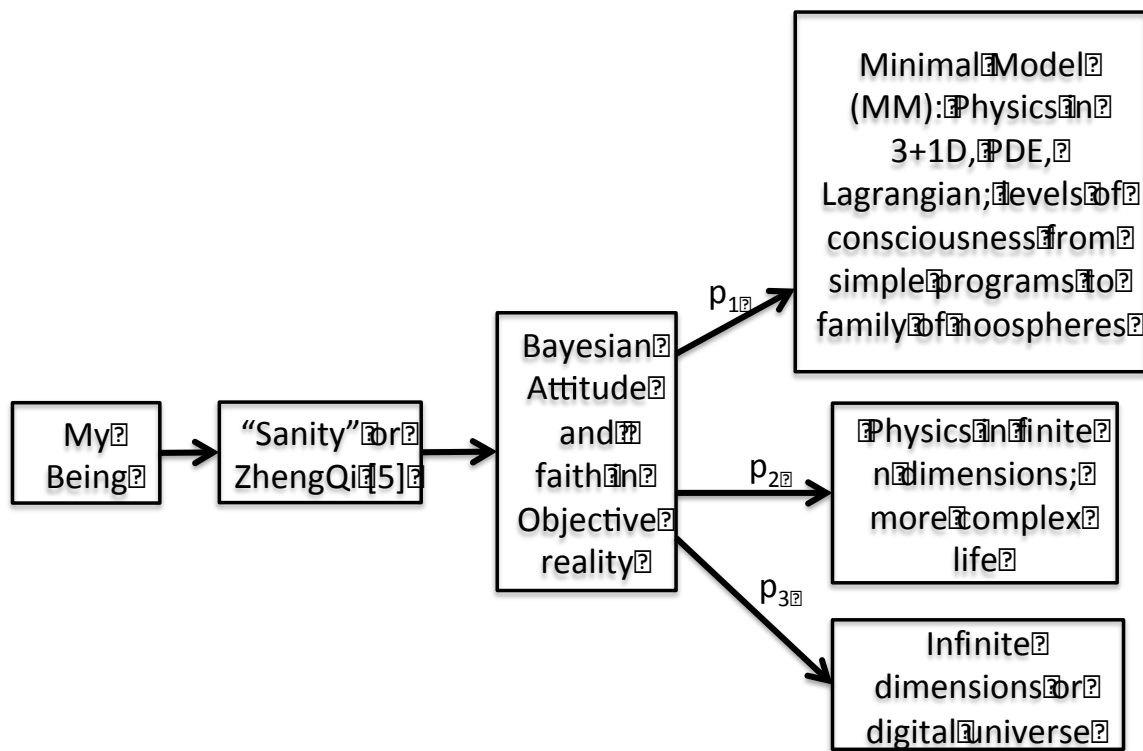 My
Being
“Sanity” or
ZhengQi [5]
Bayesian
Attitude
and
faith in
Objective
reality
p1
Minimal Model
(MM): Physics in
3+1D, PDE,
Lagrangian; levels of
consciousness from
simple programs to
family of noospheres
p2
Physics in finite
n dimensions;
more complex
life
p3
Infinite
dimensions or
digital universe